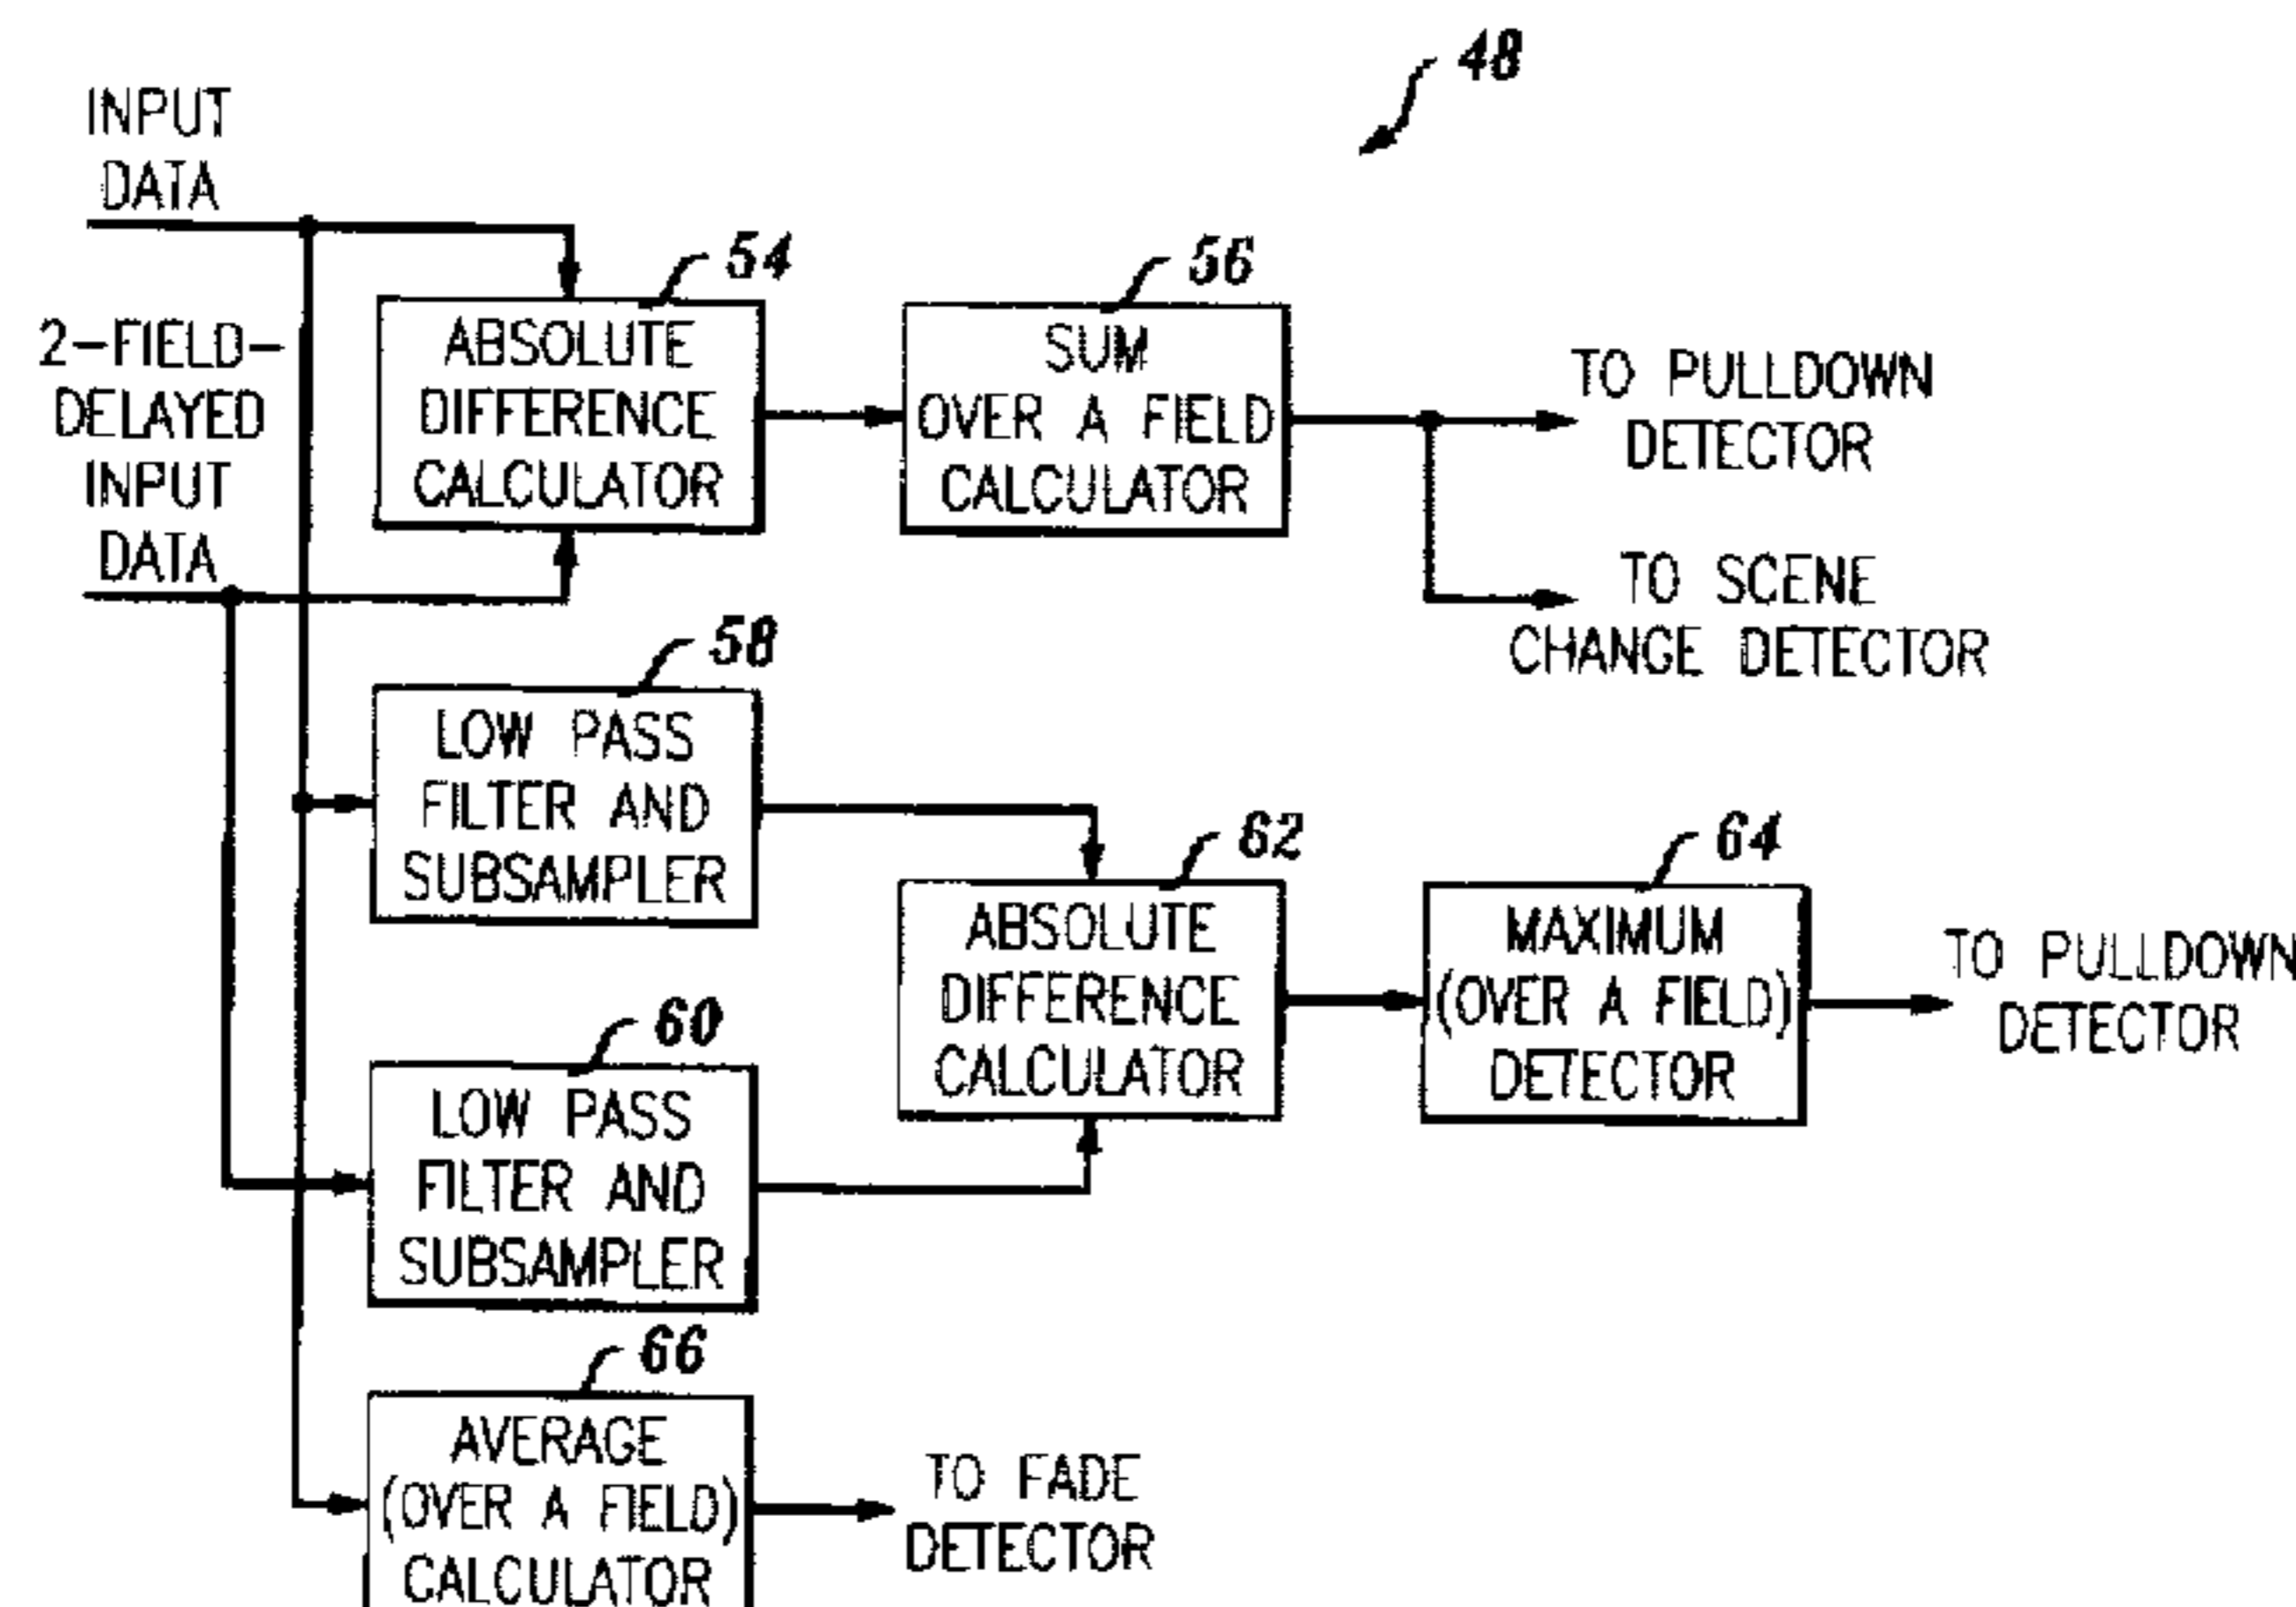 48
INPUT
DATA
54
56
2-FIELD-
DELAYED
INPUT
DATA
ABSOLUTE
DIFFERENCE
CALCULATOR
SUM
OVER A FIELD
CALCULATOR
TO PULLDOWN
DETECTOR
TO SCENE
CHANGE DETECTOR
58
LOW PASS
FILTER AND
SUBSAMPLER
62
64
ABSOLUTE
DIFFERENCE
CALCULATOR
MAXIMUM
(OVER A FIELD)
DETECTOR
TO PULLDOWN
DETECTOR
60
LOW PASS
FILTER AND
SUBSAMPLER
66
AVERAGE
(OVER A FIELD)
CALCULATOR
TO FADE
DETECTOR